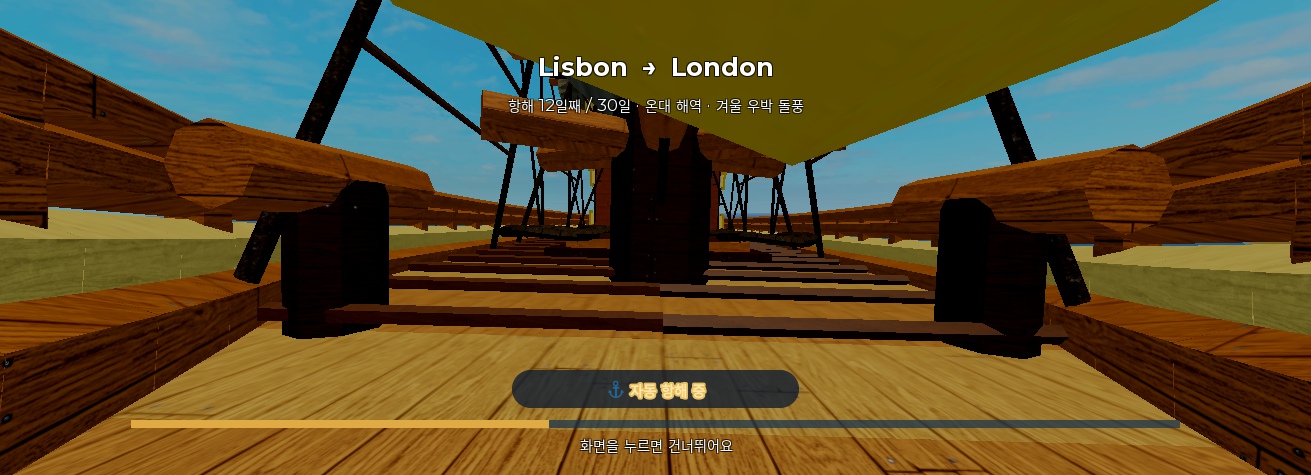 Lisbon → London
항해 12일째 / 30일 · 온대 해역 · 겨울 우박 돌풍
⚓ 자동 항해 중
화면을 누르면 건너뛰어요